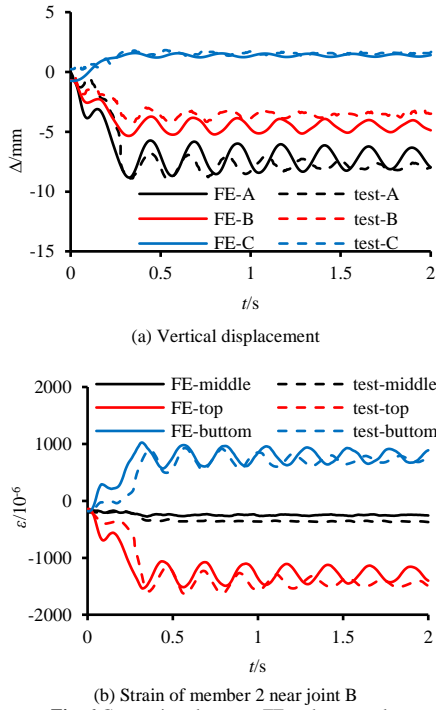 5
0
-5
-10
-15
Δ/mm
FE-A test-A
FE-B test-B
FE-C test-C
0 0.5 1 1.5 2
t/s
(a) Vertical displacement
2000
1000
0
-1000
-2000
ε/10⁻⁶
FE-middle test-middle
FE-top test-top
FE-buttom test-buttom
0 0.5 1 1.5 2
t/s
(b) Strain of member 2 near joint B